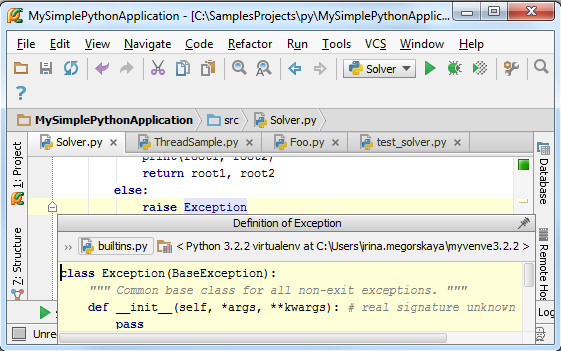 MySimplePythonApplication - [C:\SamplesProjects\py\MySimplePythonApplic...
File Edit View Navigate Code Refactor Run Tools VCS Window Help
Solver
?
MySimplePythonApplication src Solver.py
Solver.py ThreadSample.py Foo.py test_solver.py
1: Project
Z: Structure
Database
Remote Hos
print(root1, root2)
return root1, root2
else:
raise Exception
Definition of Exception
>> builtins.py < Python 3.2.2 virtualenv at C:\Users\irina.megorskaya\myvenve3.2.2 >
class Exception(BaseException):
""" Common base class for all non-exit exceptions. """
def __init__(self, *args, **kwargs): # real signature unknown
pass
Log
Unre